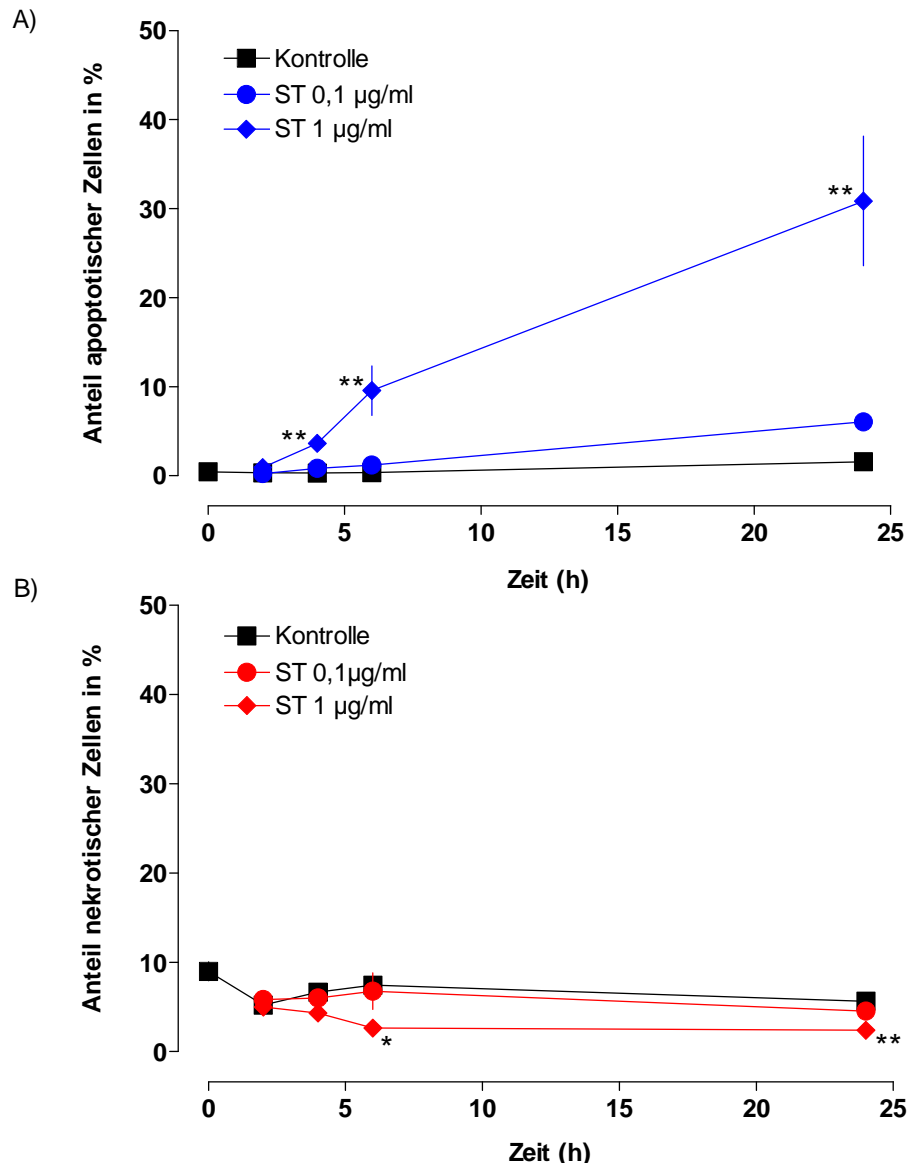 A)
Anteil apoptotischer Zellen in %
50
40
30
20
10
0
Kontrolle
ST 0,1 µg/ml
ST 1 µg/ml
**
**
**
0 5 10 15 20 25
Zeit (h)
B)
Anteil nekrotischer Zellen in %
50
40
30
20
10
0
Kontrolle
ST 0,1µg/ml
ST 1 µg/ml
*
**
0 5 10 15 20 25
Zeit (h)